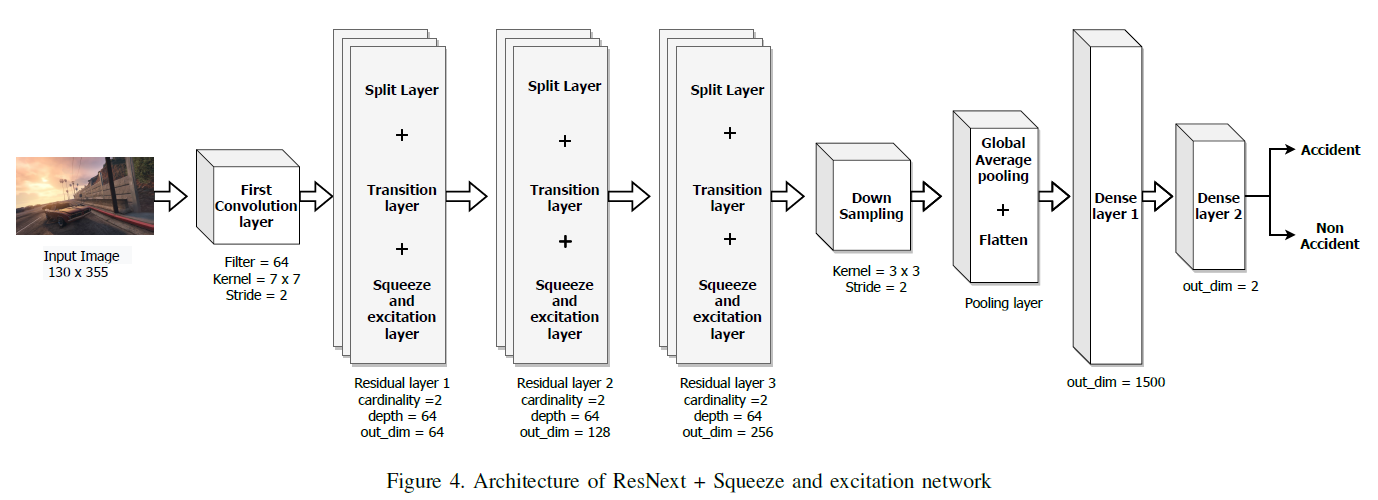 Input Image
130 x 355
First
Convolution
layer
Filter = 64
Kernel = 7 x 7
Stride = 2
Split Layer
+
Transition
layer
+
Squeeze
and
excitation
layer
Residual layer 1
cardinality =2
depth = 64
out_dim = 64
Split Layer
+
Transition
layer
+
Squeeze
and
excitation
layer
Residual layer 2
cardinality =2
depth = 64
out_dim = 128
Split Layer
+
Transition
layer
+
Squeeze
and
excitation
layer
Residual layer 3
cardinality =2
depth = 64
out_dim = 256
Down
Sampling
Kernel = 3 x 3
Stride = 2
Global
Average
pooling
+
Flatten
Pooling layer
Dense
layer 1
out_dim = 1500
Dense
layer 2
out_dim = 2
Accident
Non
Accident
Figure 4. Architecture of ResNext + Squeeze and excitation network